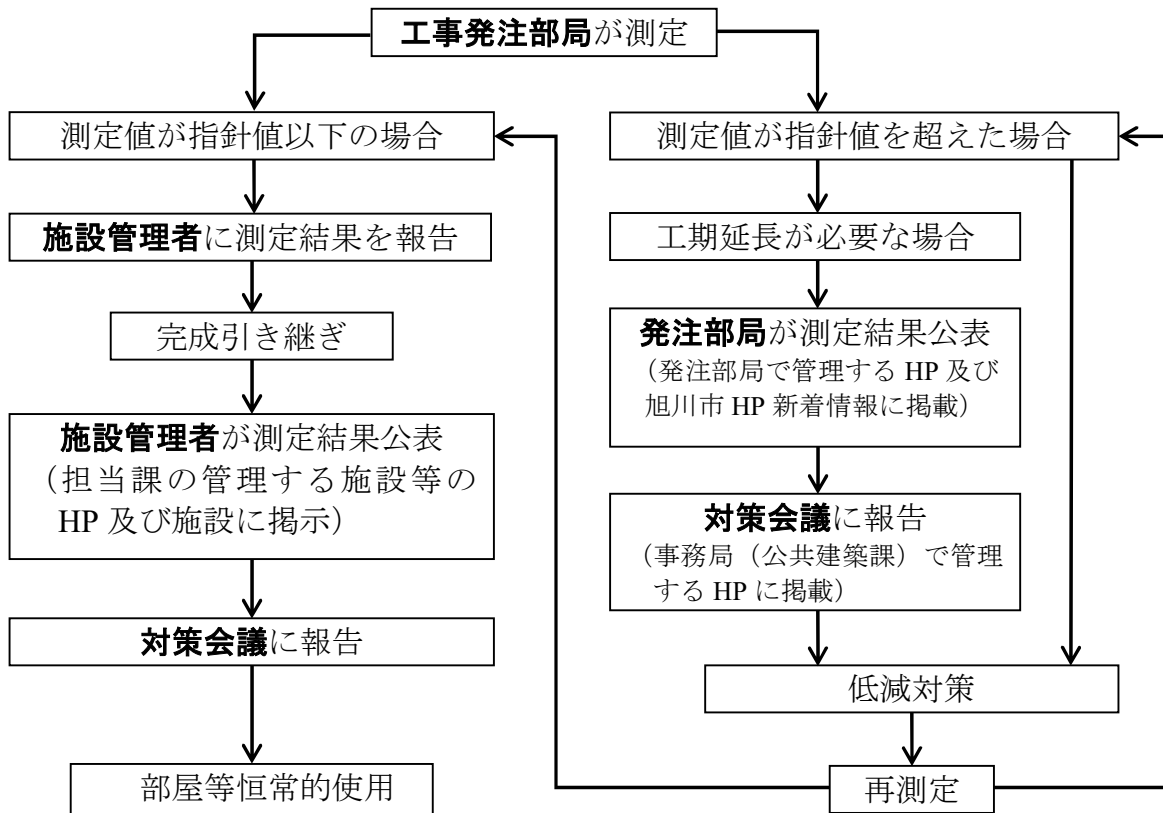 工事発注部局が測定
測定値が指針値以下の場合
施設管理者に測定結果を報告
完成引き継ぎ
施設管理者が測定結果公表
（担当課の管理する施設等の
HP 及び施設に掲示）
対策会議に報告
部屋等恒常的使用
測定値が指針値を超えた場合
工期延長が必要な場合
発注部局が測定結果公表
（発注部局で管理する HP 及び
旭川市 HP 新着情報に掲載）
対策会議に報告
（事務局（公共建築課）で管理
する HP に掲載）
低減対策
再測定